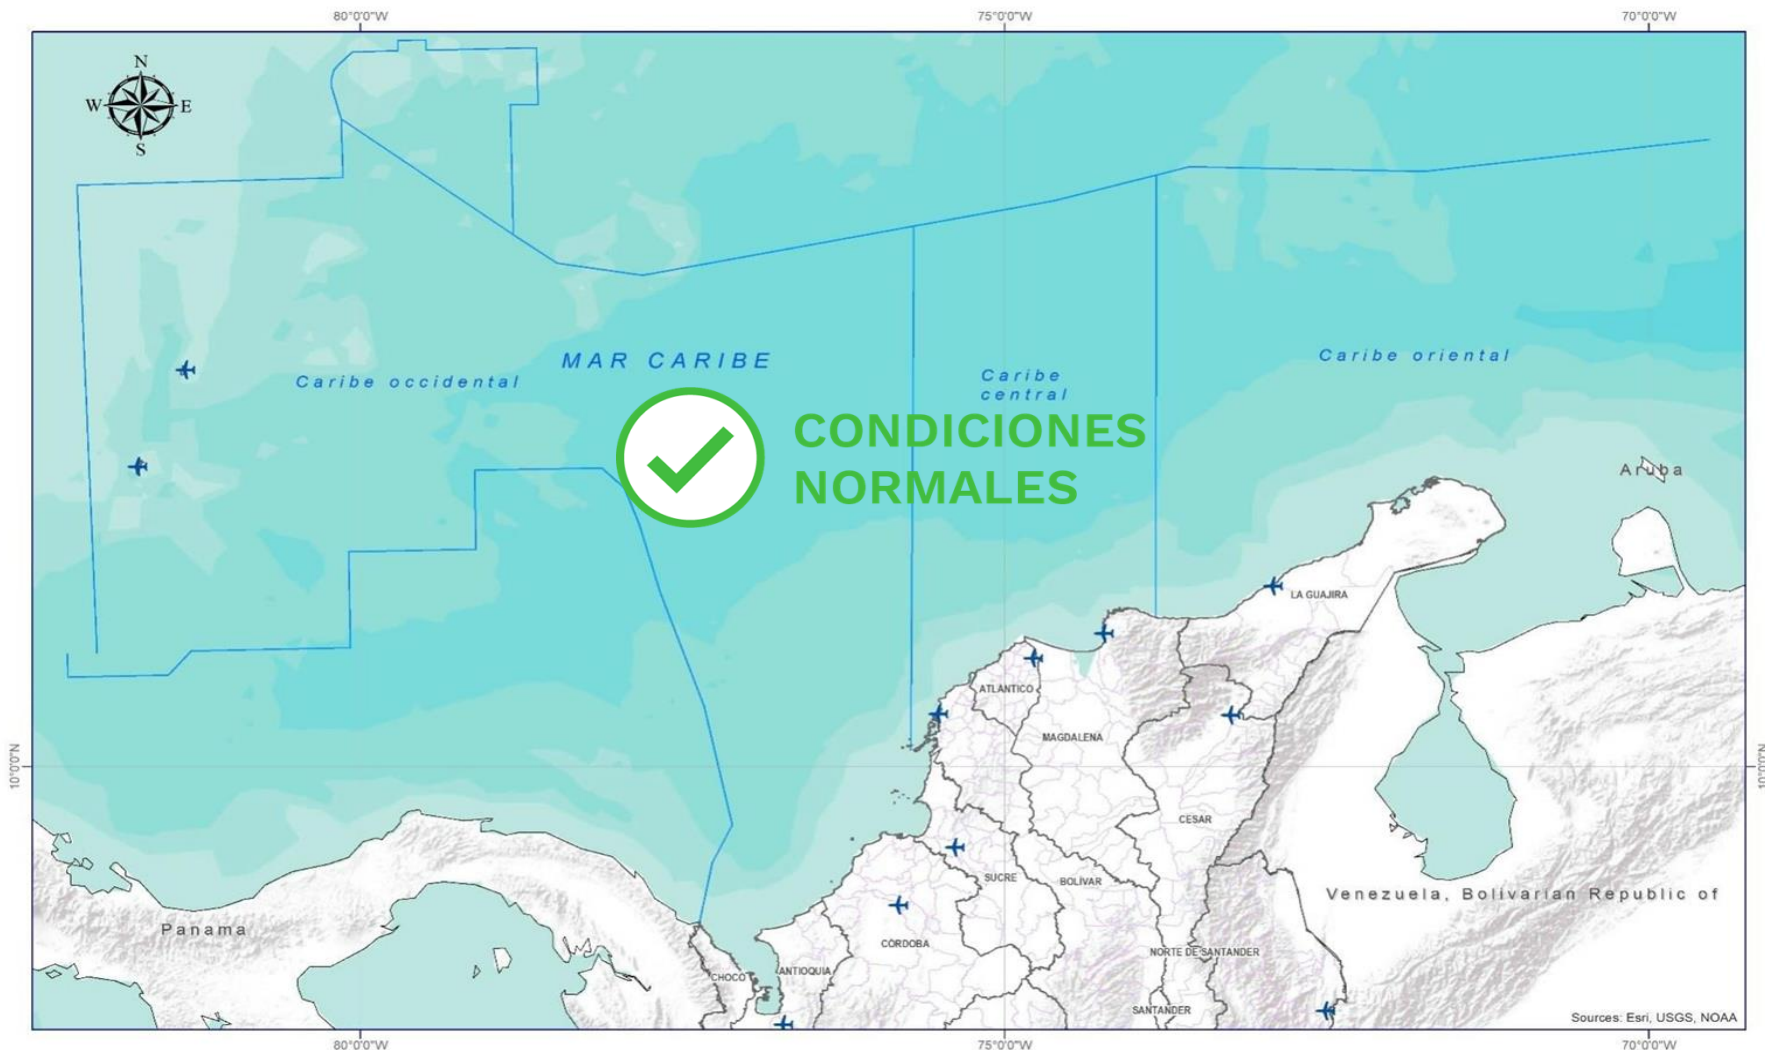 80°0'0"W
75°0'0"W
70°0'0"W
N
W
E
S
MAR CARIBE
Caribe occidental
Caribe
central
Caribe oriental
CONDICIONES
NORMALES
Aruba
LA GUAJIRA
ATLANTICO
MAGDALENA
10°0'0"N
10°0'0"N
CESAR
SUCRE
BOLÍVAR
Venezuela, Bolivarian Republic of
Panama
CÓRDOBA
NORTE DE SANTANDER
CHOCO
ANTIOQUIA
SANTANDER
Sources: Esri, USGS, NOAA
80°0'0"W
75°0'0"W
70°0'0"W